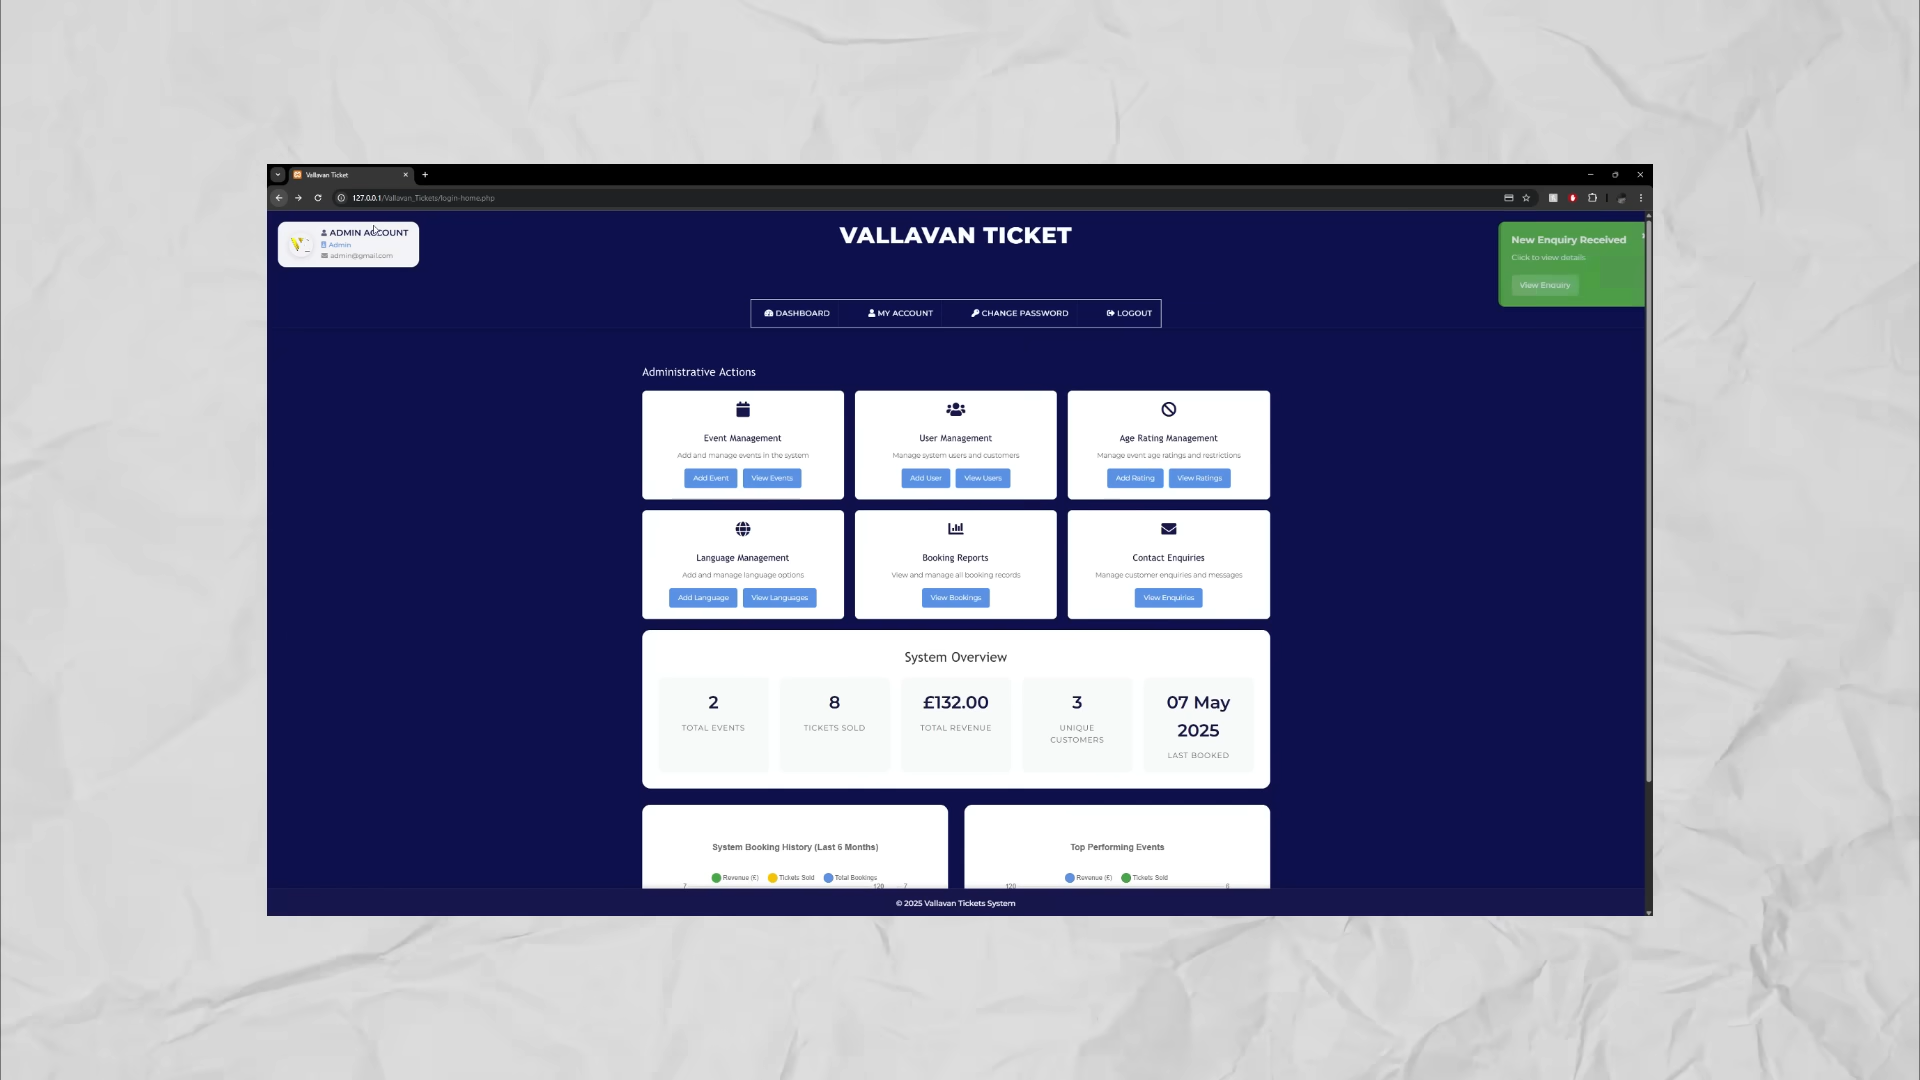 Vallavan Ticket
127.0.0.1/Vallavan_Tickets/login-home.php
ADMIN ACCOUNT
Admin
admin@gmail.com
VALLAVAN TICKET
New Enquiry Received
Click to view details
View Enquiry
DASHBOARD MY ACCOUNT CHANGE PASSWORD LOGOUT
Administrative Actions
Event Management
Add and manage events in the system
Add Event View Events
User Management
Manage system users and customers
Add User View Users
Age Rating Management
Manage event age ratings and restrictions
Add Rating View Ratings
Language Management
Add and manage language options
Add Language View Languages
Booking Reports
View and manage all booking records
View Bookings
Contact Enquiries
Manage customer enquiries and messages
View Enquiries
System Overview
2
TOTAL EVENTS
8
TICKETS SOLD
£132.00
TOTAL REVENUE
3
UNIQUE
CUSTOMERS
07 May
2025
LAST BOOKED
System Booking History (Last 6 Months)
Revenue (£) Tickets Sold Total Bookings
7 120 7
Top Performing Events
Revenue (£) Tickets Sold
120 6
© 2025 Vallavan Tickets System